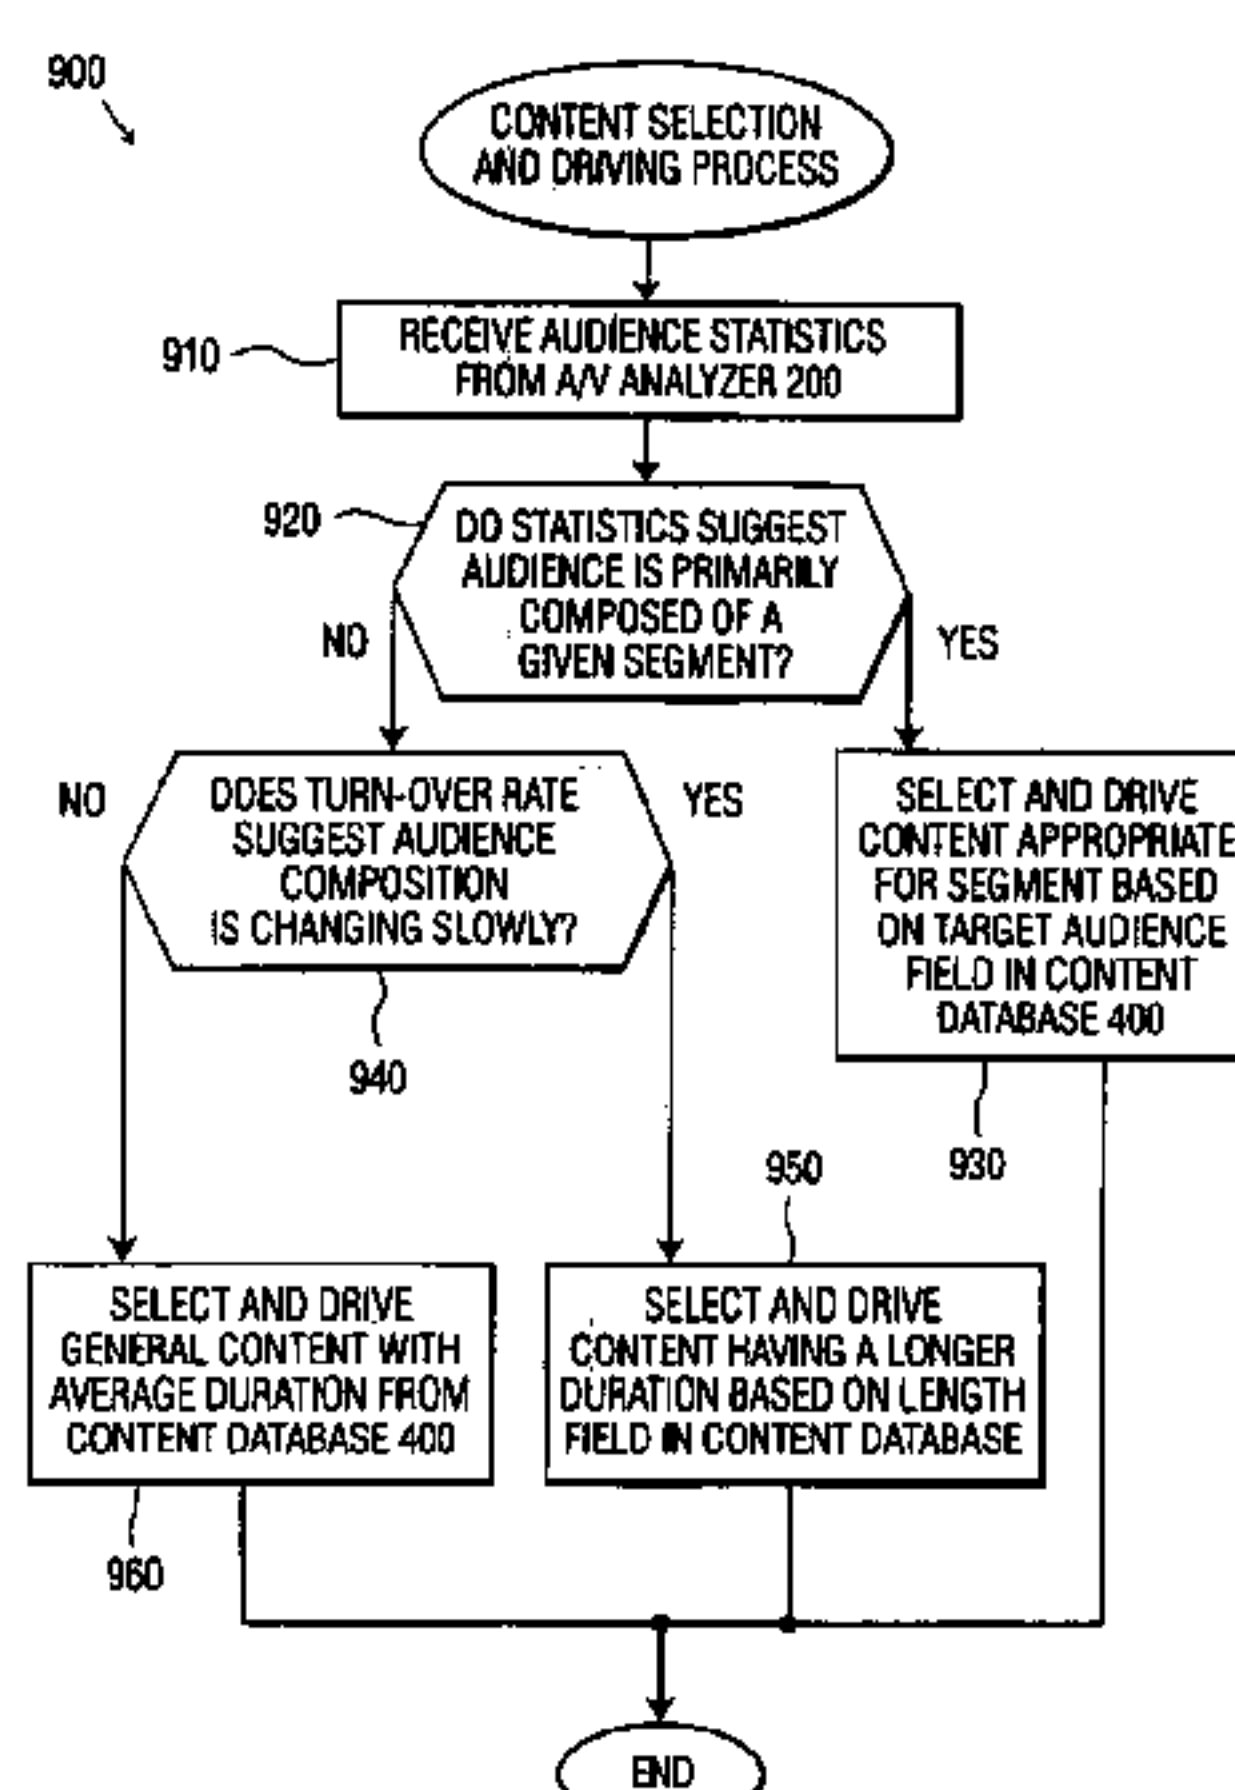 900
CONTENT SELECTION
AND DRIVING PROCESS
910
RECEIVE AUDIENCE STATISTICS
FROM A/V ANALYZER 200
920
DO STATISTICS SUGGEST
AUDIENCE IS PRIMARILY
COMPOSED OF A
GIVEN SEGMENT?
NO
YES
NO
DOES TURN-OVER RATE
SUGGEST AUDIENCE
COMPOSITION
IS CHANGING SLOWLY?
YES
940
SELECT AND DRIVE
CONTENT APPROPRIATE
FOR SEGMENT BASED
ON TARGET AUDIENCE
FIELD IN CONTENT
DATABASE 400
930
950
SELECT AND DRIVE
GENERAL CONTENT WITH
AVERAGE DURATION FROM
CONTENT DATABASE 400
960
SELECT AND DRIVE
CONTENT HAVING A LONGER
DURATION BASED ON LENGTH
FIELD IN CONTENT DATABASE
END